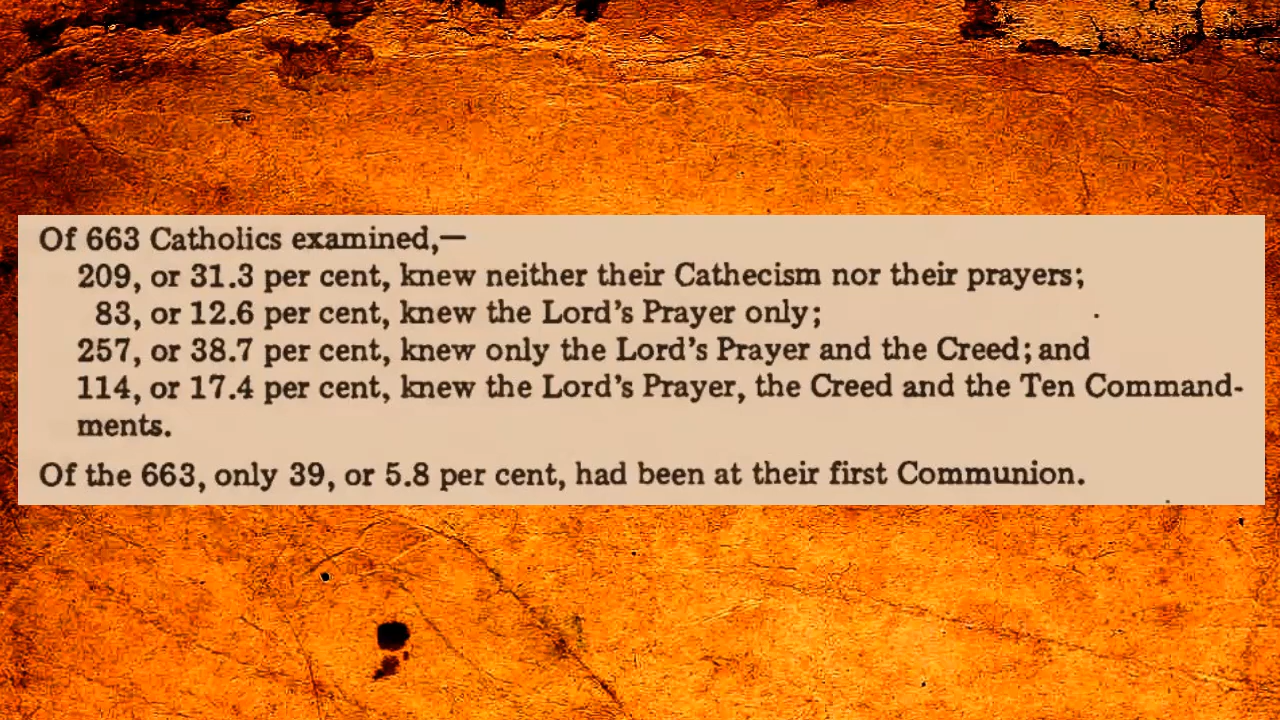 Of 663 Catholics examined,—
209, or 31.3 per cent, knew neither their Cathecism nor their prayers;
83, or 12.6 per cent, knew the Lord's Prayer only;
257, or 38.7 per cent, knew only the Lord's Prayer and the Creed; and
114, or 17.4 per cent, knew the Lord's Prayer, the Creed and the Ten Command-
ments.
Of the 663, only 39, or 5.8 per cent, had been at their first Communion.